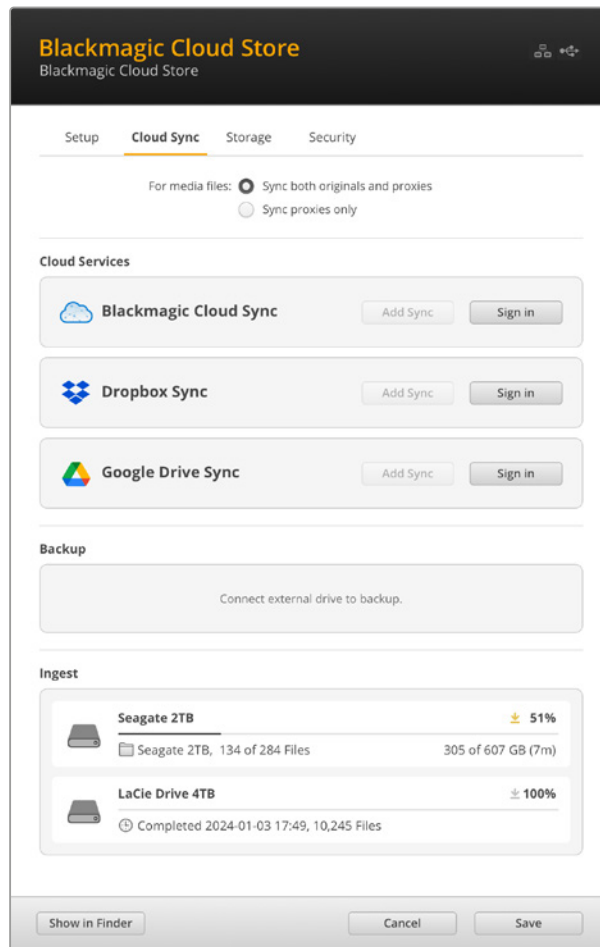 Blackmagic Cloud Store
Blackmagic Cloud Store
Setup Cloud Sync Storage Security
For media files: Sync both originals and proxies
Sync proxies only
Cloud Services
Blackmagic Cloud Sync Add Sync Sign in
Dropbox Sync Add Sync Sign in
Google Drive Sync Add Sync Sign in
Backup
Connect external drive to backup.
Ingest
Seagate 2TB 51%
Seagate 2TB, 134 of 284 Files 305 of 607 GB (7m)
LaCie Drive 4TB 100%
Completed 2024-01-03 17:49, 10,245 Files
Show in Finder Cancel Save